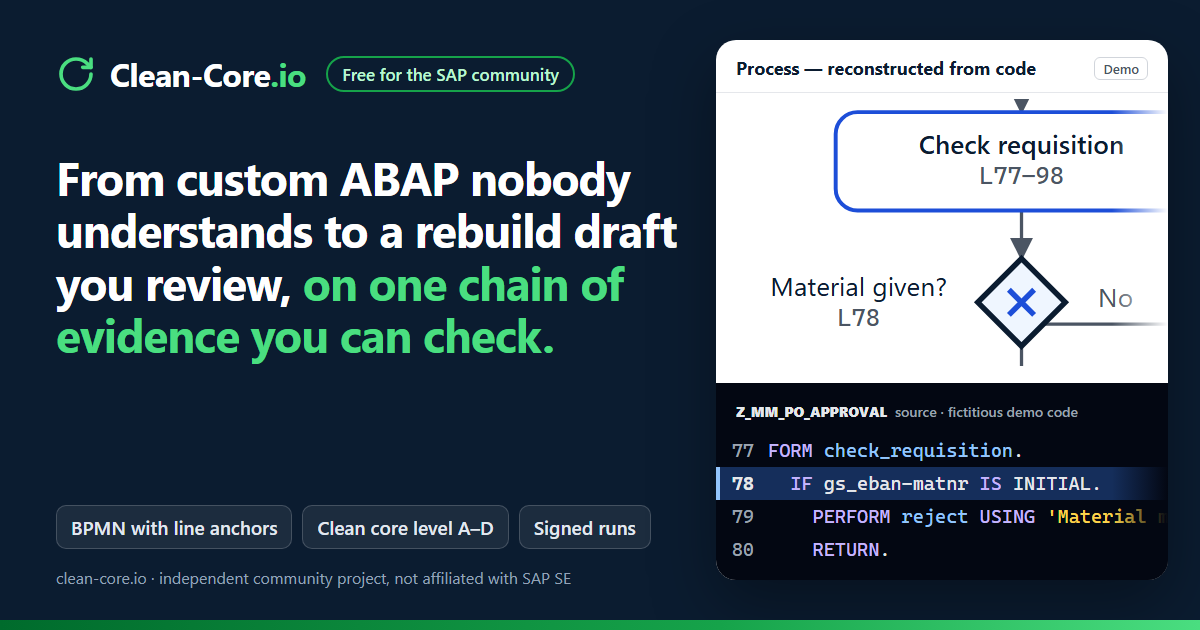 Clean-Core.io
Free for the SAP community
From custom ABAP nobody
understands to a rebuild draft
you review, on one chain of
evidence you can check.
BPMN with line anchors
Clean core level A–D
Signed runs
clean-core.io · independent community project, not affiliated with SAP SE
Process — reconstructed from code
Demo
Check requisition
L77–98
Material given?
L78
No
Z_MM_PO_APPROVAL source · fictitious demo code
77 FORM check_requisition.
78 IF gs_eban-matnr IS INITIAL.
79 PERFORM reject USING 'Material
80 RETURN.